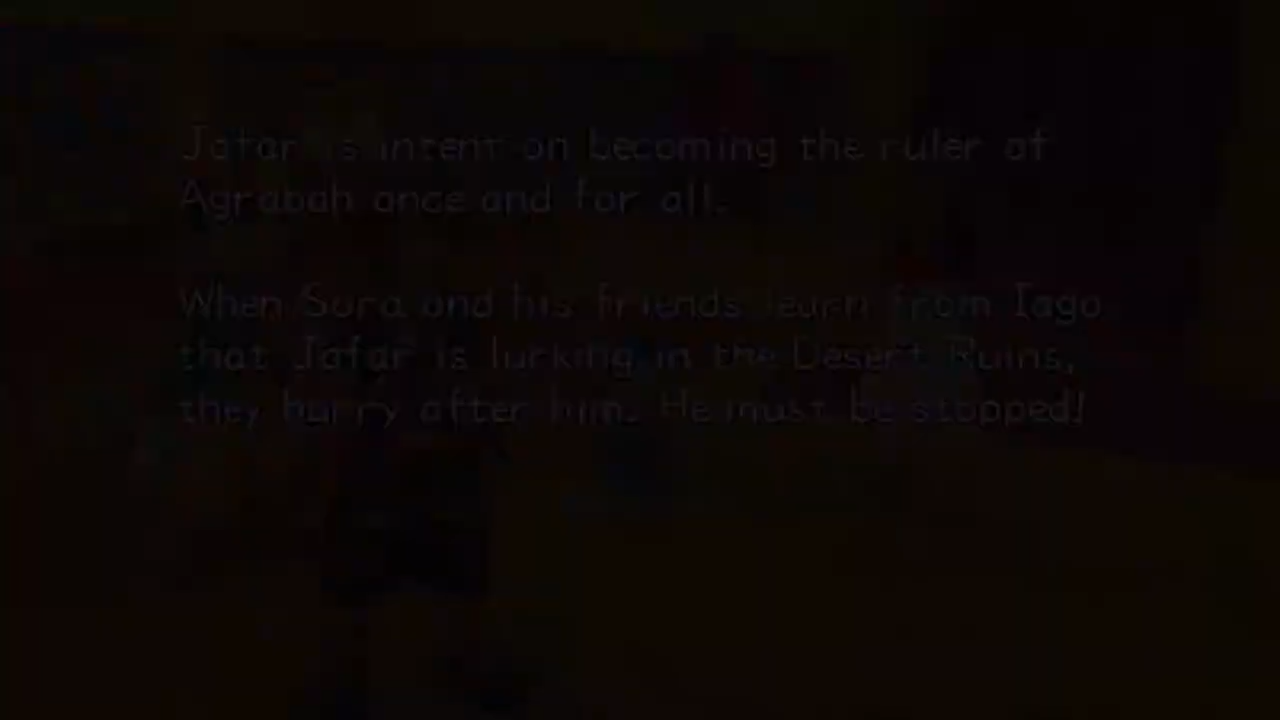 Jafar is intent on becoming the ruler of
Agrabah once and for all.
When Sora and his friends learn from Iago
that Jafar is lurking in the Desert Ruins,
they hurry after him. He must be stopped!